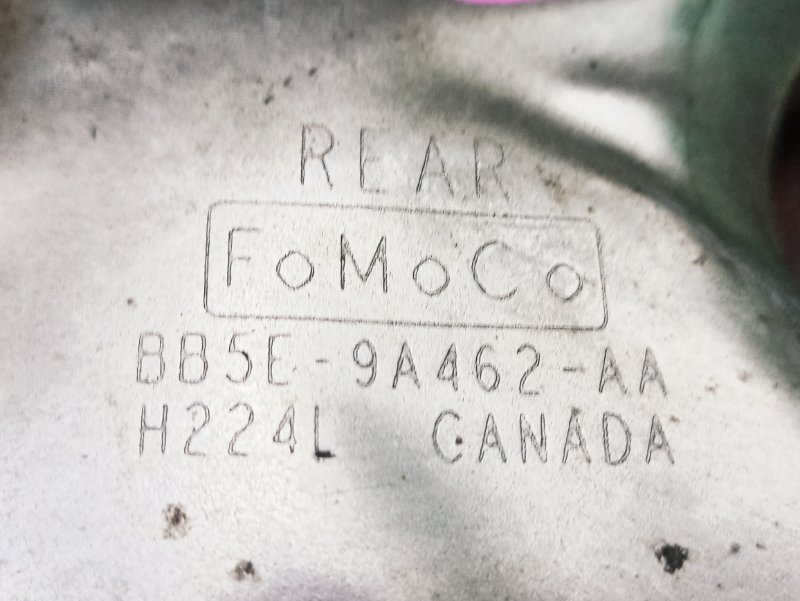 REAR
FoMoCo
BB5E-9A462-AA
H224L CANADA